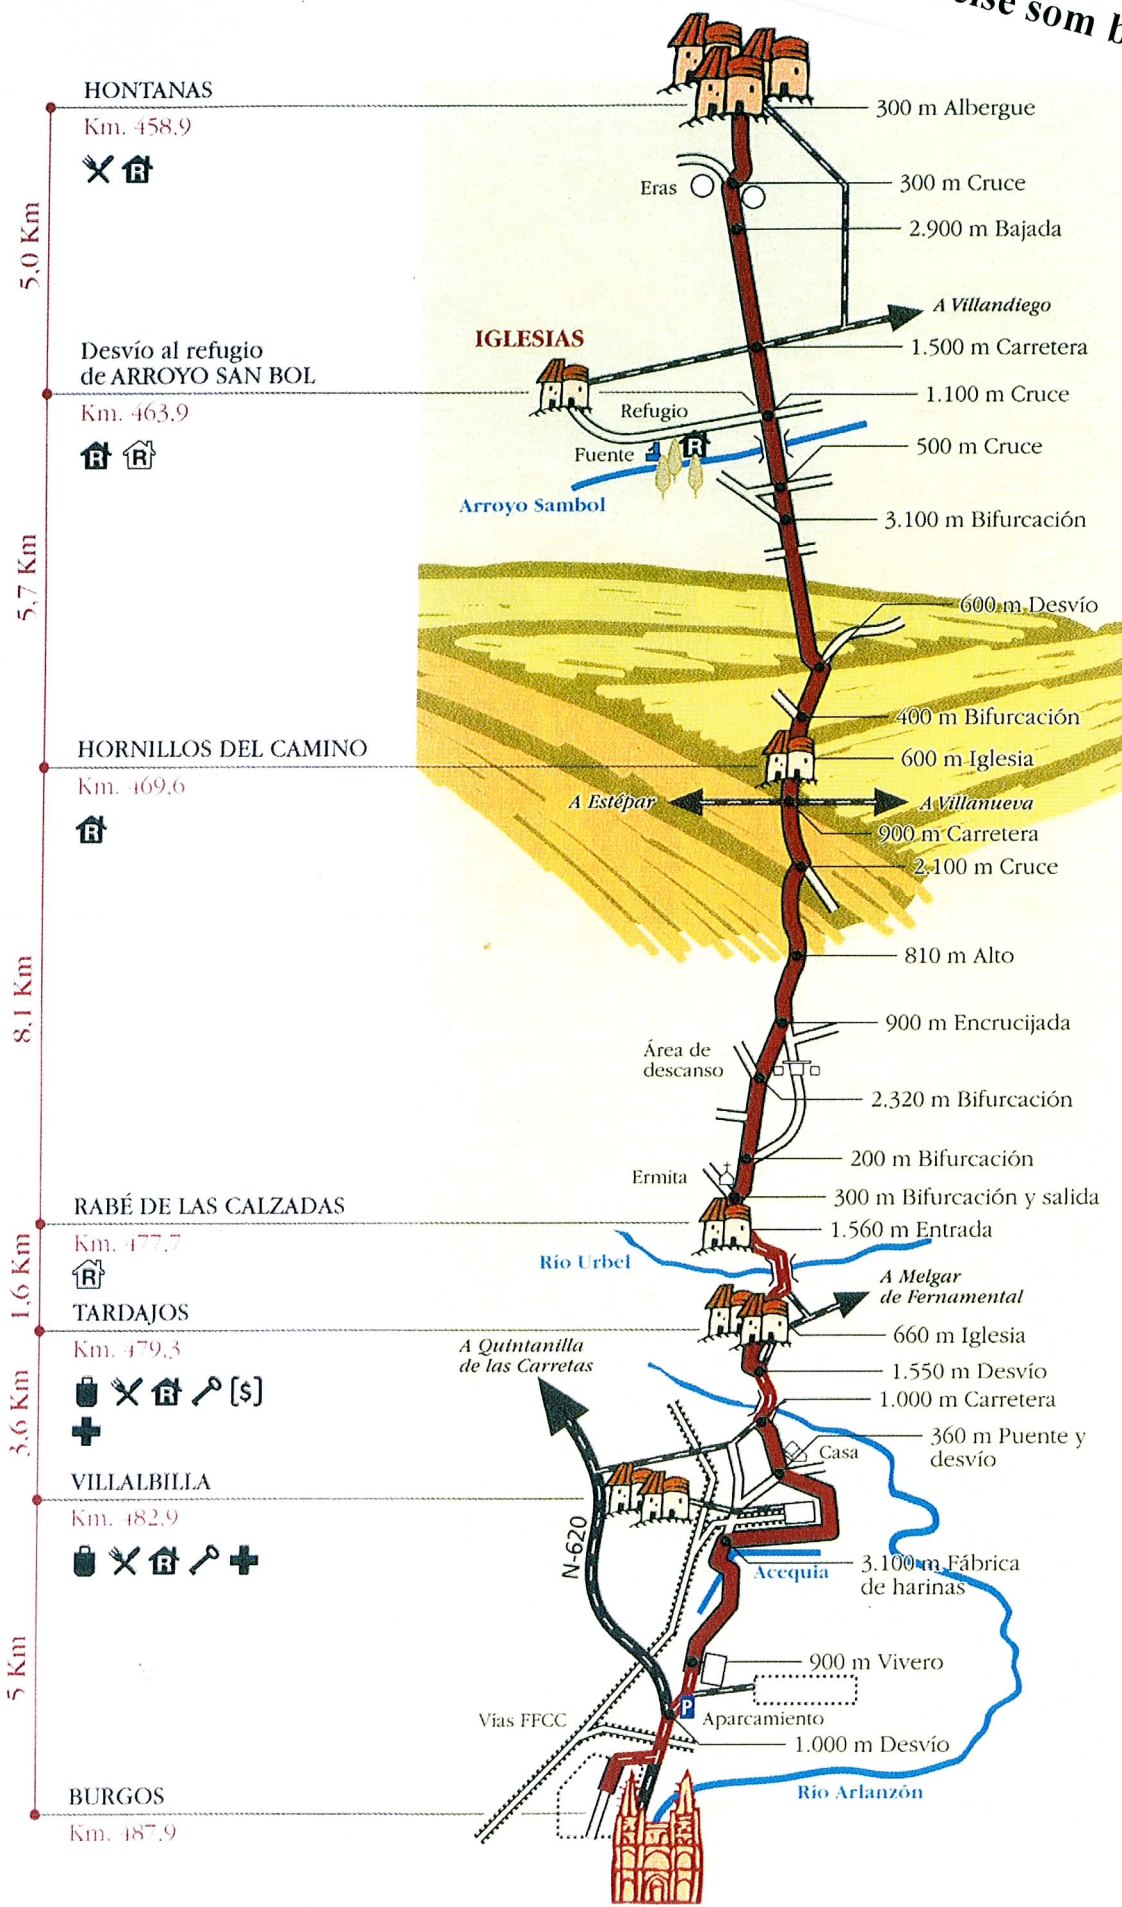 else som b
HONTANAS
Km. 458,9
300 m Albergue
Eras
300 m Cruce
2.900 m Bajada
5,0 Km
A Villandiego
IGLESIAS
1.500 m Carretera
Desvío al refugio
de ARROYO SAN BOL
Km. 463,9
1.100 m Cruce
Refugio
R R
R
500 m Cruce
Fuente
Arroyo Sambol
3.100 m Bifurcación
5,7 Km
600 m Desvío
400 m Bifurcación
HORNILLOS DEL CAMINO
Km. 469,6
R
600 m Iglesia
A Estépar
A Villanueva
900 m Carretera
2.100 m Cruce
810 m Alto
8,1 Km
900 m Encrucijada
Área de
descanso
2.320 m Bifurcación
200 m Bifurcación
Ermita
300 m Bifurcación y salida
RABÉ DE LAS CALZADAS
Km. 477,7
R
1.560 m Entrada
Río Urbel
1,6 Km
A Melgar
de Fernamental
TARDAJOS
Km. 479,3
R [$]
660 m Iglesia
A Quintanilla
de las Carretas
1.550 m Desvío
1.000 m Carretera
3,6 Km
360 m Puente y
desvío
Casa
VILLALBILLA
Km. 482,9
R
N-620
3.100 m Fábrica
de harinas
Acequia
5 Km
900 m Vivero
P
Aparcamiento
Vías FFCC
1.000 m Desvío
Río Arlanzón
BURGOS
Km. 487,9